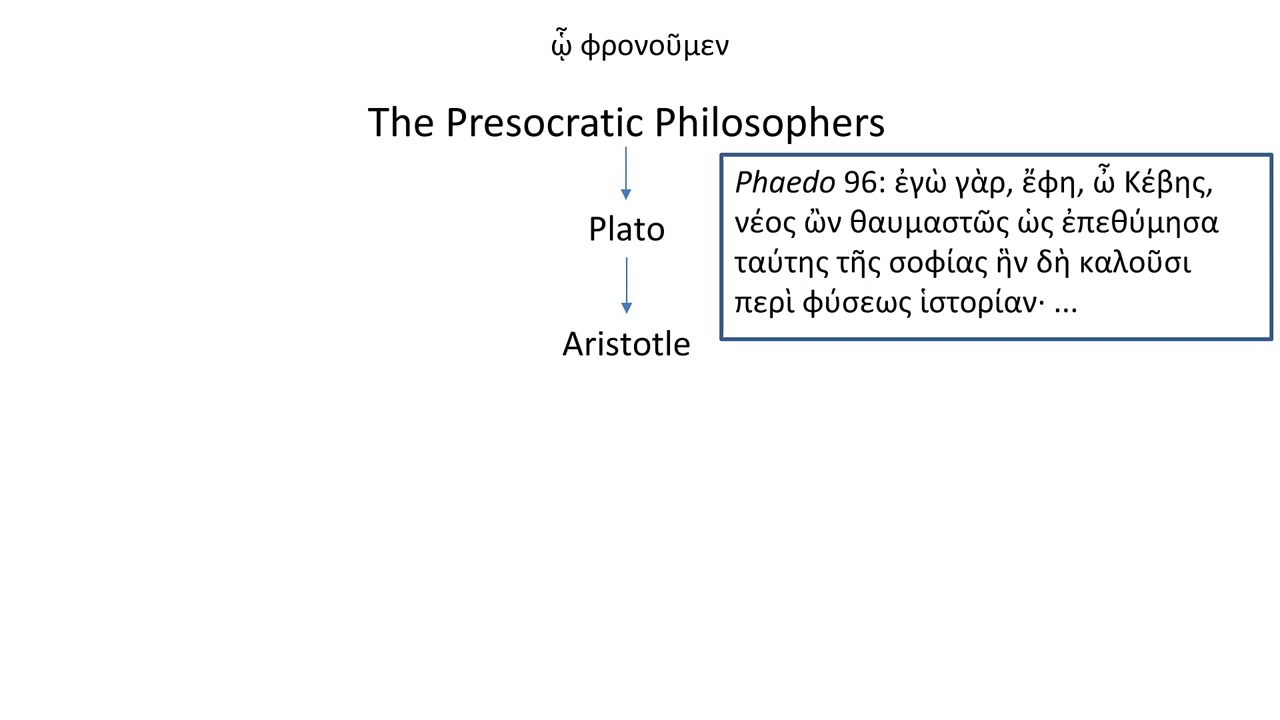 ᾧ φρονοῦμεν
The Presocratic Philosophers
Plato
Phaedo 96: ἐγὼ γὰρ, ἔφη, ὦ Κέβης,
νέος ὢν θαυμαστῶς ὡς ἐπεθύμησα
ταύτης τῆς σοφίας ἣν δὴ καλοῦσι
περὶ φύσεως ἱστορίαν· ...
Aristotle